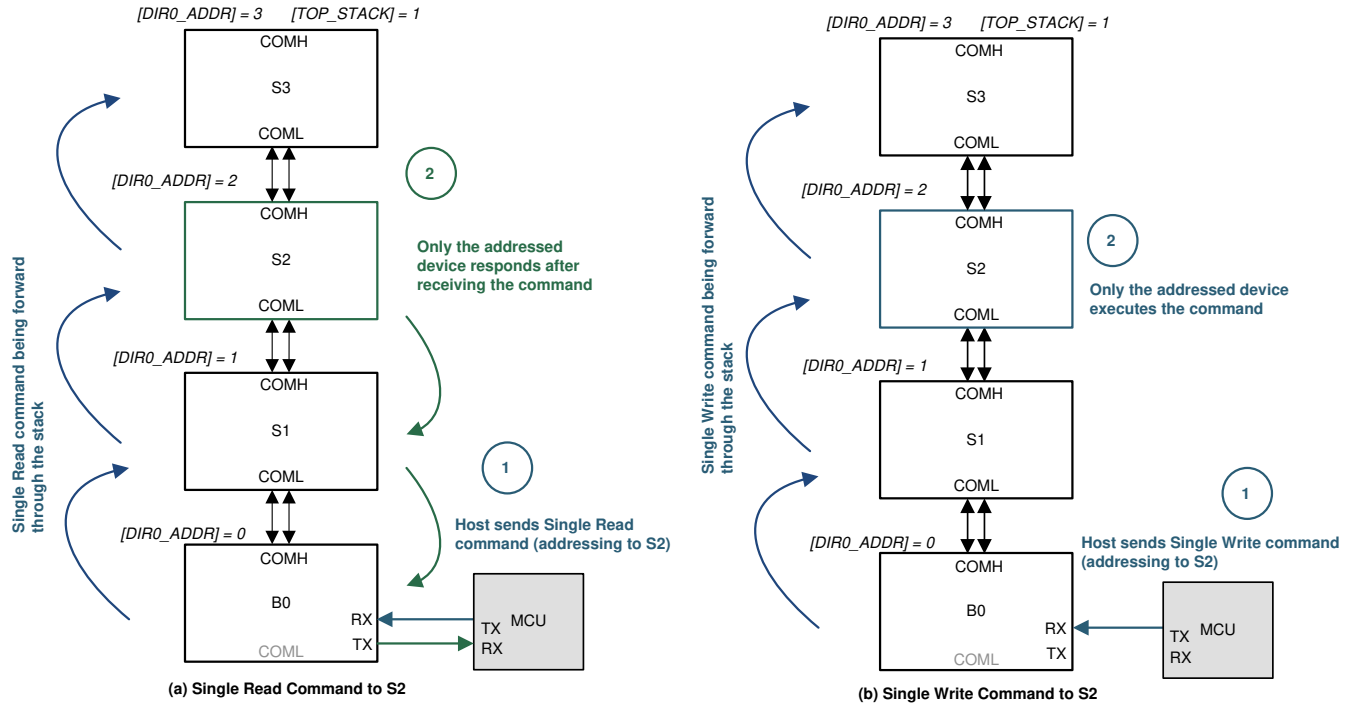 [DIR0_ADDR] = 3 [TOP_STACK] = 1
COMH
S3
COML
[DIR0_ADDR] = 2
COMH
S2
COML
[DIR0_ADDR] = 1
COMH
S1
COML
[DIR0_ADDR] = 0
COMH
B0
RX
TX
COML
TX
RX
MCU
Single Read command being forward
through the stack
2
Only the addressed
device responds after
receiving the command
1
Host sends Single Read
command (addressing to S2)
(a) Single Read Command to S2
[DIR0_ADDR] = 3 [TOP_STACK] = 1
COMH
S3
COML
[DIR0_ADDR] = 2
COMH
S2
COML
[DIR0_ADDR] = 1
COMH
S1
COML
[DIR0_ADDR] = 0
COMH
B0
RX
TX
COML
TX
RX
MCU
Single Write command being forward
through the stack
2
Only the addressed device
executes the command
1
Host sends Single Write command
(addressing to S2)
(b) Single Write Command to S2